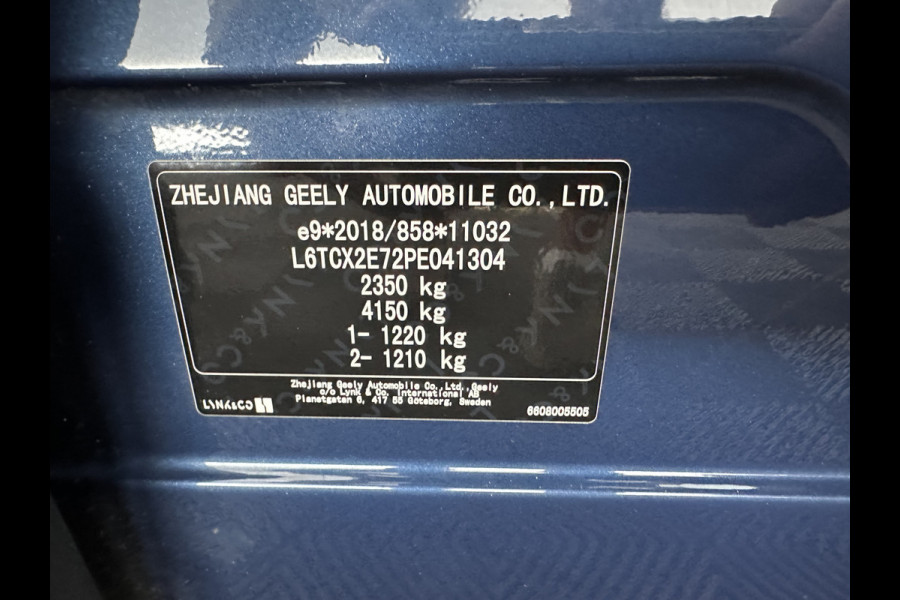 ZHEJIANG GEELY AUTOMOBILE CO.,LTD.
e9*2018/858*11032
L6TCX2E72PE041304
2350 kg
4150 kg
1- 1220 kg
2- 1210 kg
Zhejiang Geely Automobile Co., Ltd.,Geely
c/o Lynk & Co. International AB
Planetgatan 6, 417 55 Göteborg, Sweden
LYNK&CO
6608005505